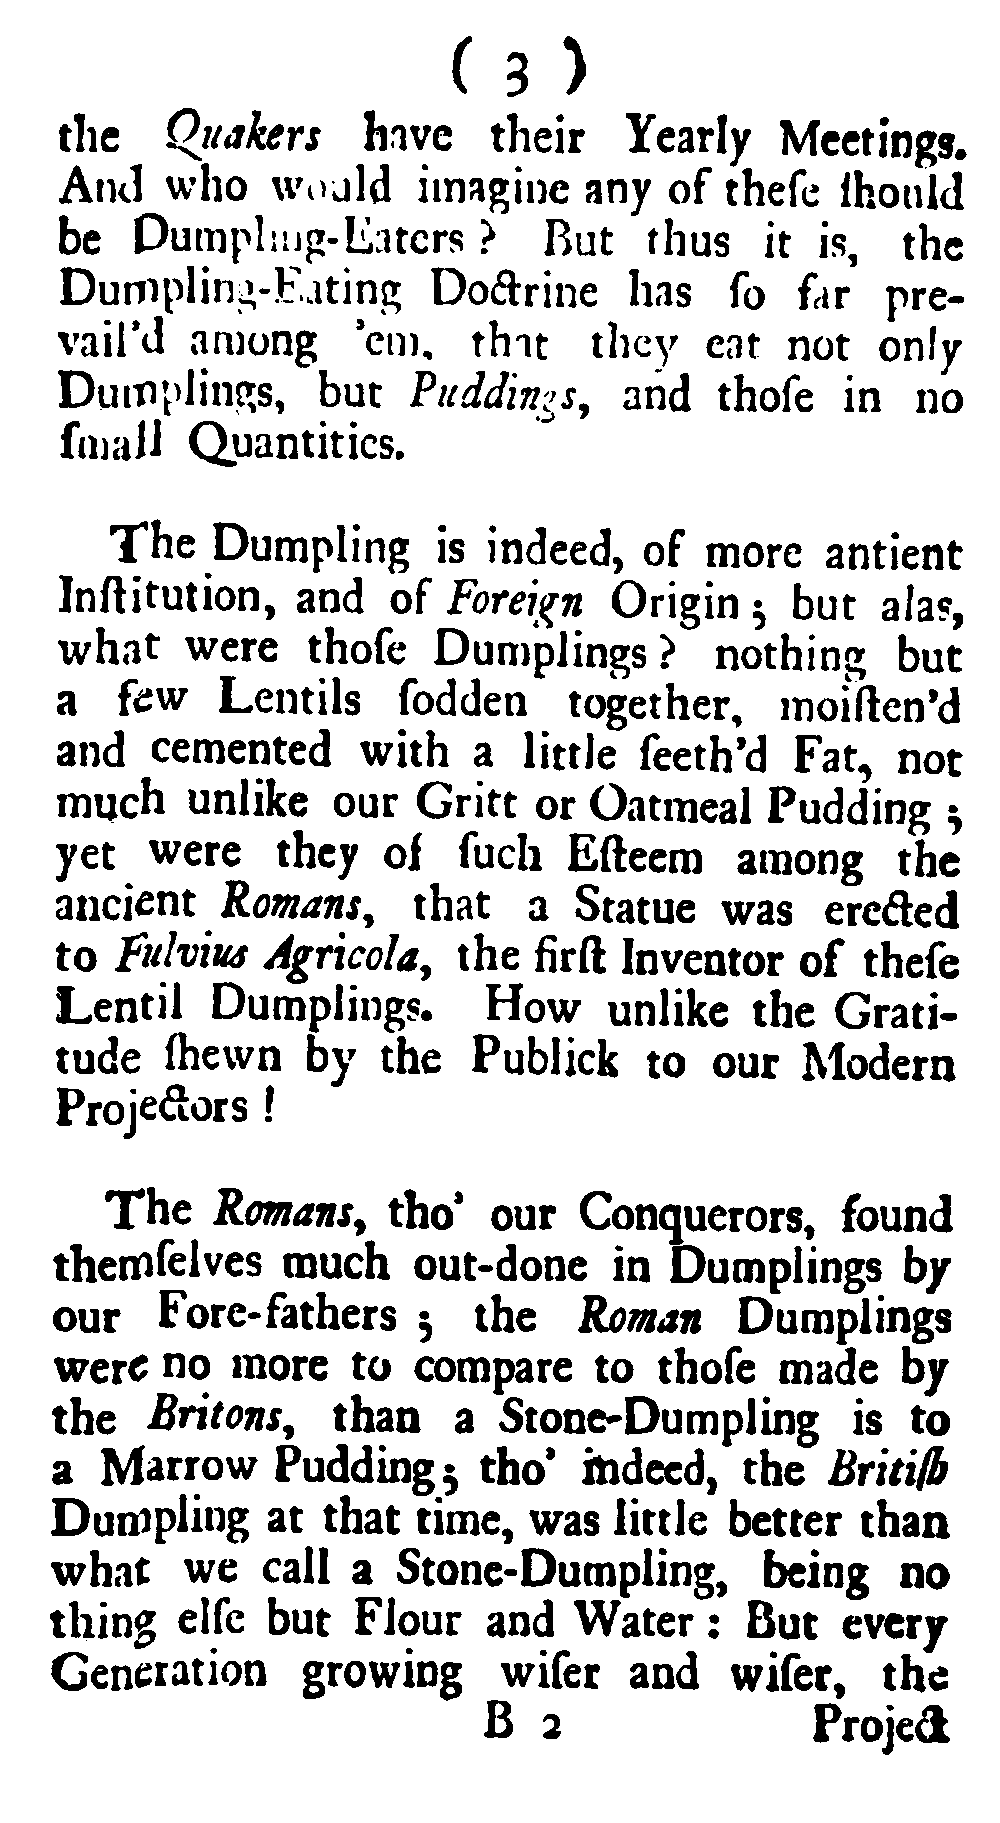 ( 3 )
the Quakers have their Yearly Meetings.
And who would imagine any of theſe ſhould
be Dumpling-Eaters? But thus it is, the
Dumpling-Eating Doctrine has ſo far pre-
vail'd among 'em, that they eat not only
Dumplings, but Puddings, and thoſe in no
ſmall Quantities.
The Dumpling is indeed, of more antient
Inſtitution, and of Foreign Origin; but alas,
what were thoſe Dumplings? nothing but
a few Lentils ſodden together, moiſten'd
and cemented with a little ſeeth'd Fat, not
much unlike our Gritt or Oatmeal Pudding;
yet were they of ſuch Eſteem among the
ancient Romans, that a Statue was erected
to Fulvius Agricola, the firſt Inventor of theſe
Lentil Dumplings. How unlike the Grati-
tude ſhewn by the Publick to our Modern
Projectors!
The Romans, tho' our Conquerors, found
themſelves much out-done in Dumplings by
our Fore-fathers; the Roman Dumplings
were no more to compare to thoſe made by
the Britons, than a Stone-Dumpling is to
a Marrow Pudding; tho' indeed, the Britiſh
Dumpling at that time, was little better than
what we call a Stone-Dumpling, being no
thing elſe but Flour and Water: But every
Generation growing wiſer and wiſer, the
B 2 Project